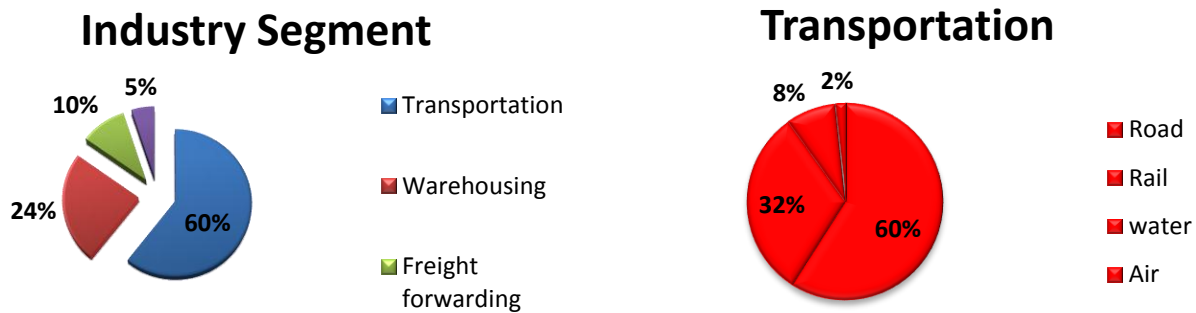 Industry Segment
5%
10%
24%
60%
Transportation
Warehousing
Freight
forwarding
Transportation
2%
8%
32%
60%
Road
Rail
water
Air